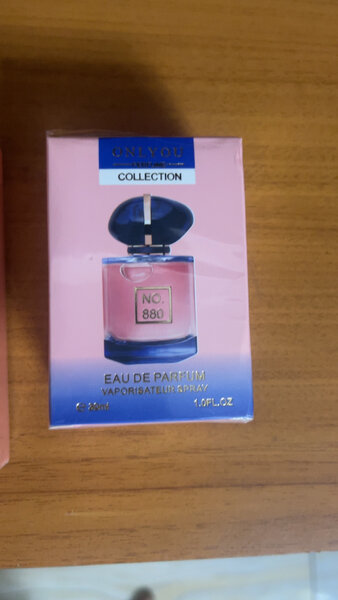 ONLYOU
COLLECTION
NO.
880
EAU DE PARFUM
VAPORISATEUR SPRAY
1.0FL.OZ